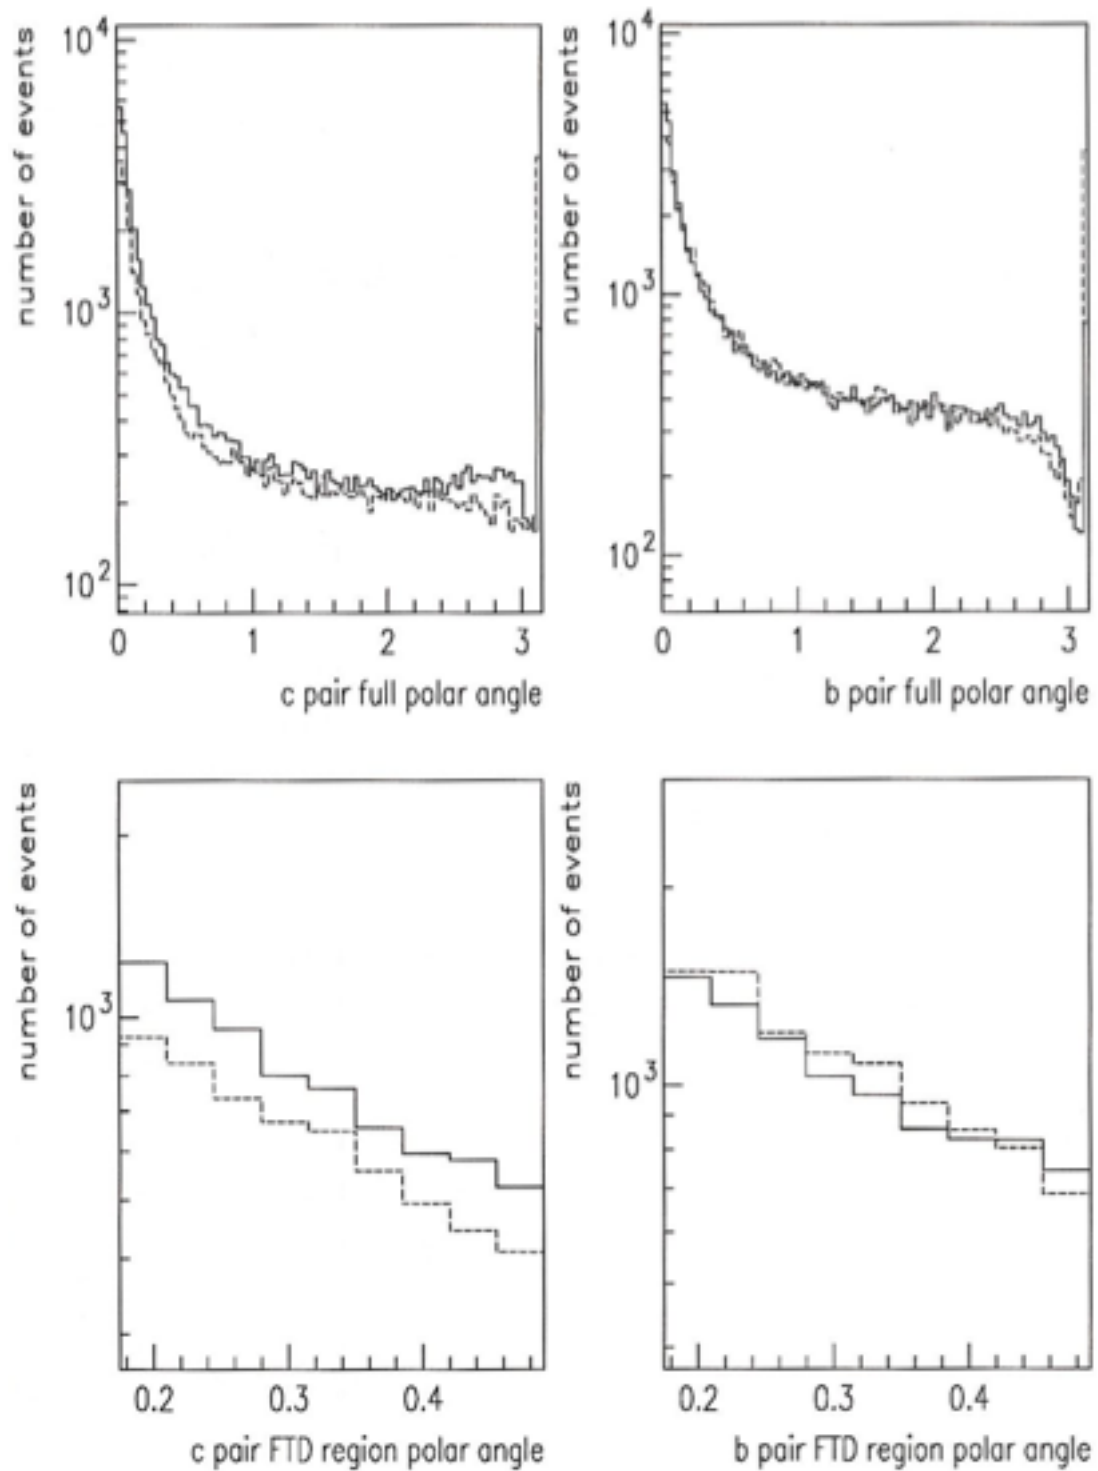 number of events
10^4
10^3
10^2
0 1 2 3
c pair full polar angle
number of events
10^4
10^3
10^2
0 1 2 3
b pair full polar angle
number of events
10^3
0.2 0.3 0.4
c pair FTD region polar angle
number of events
10^3
0.2 0.3 0.4
b pair FTD region polar angle